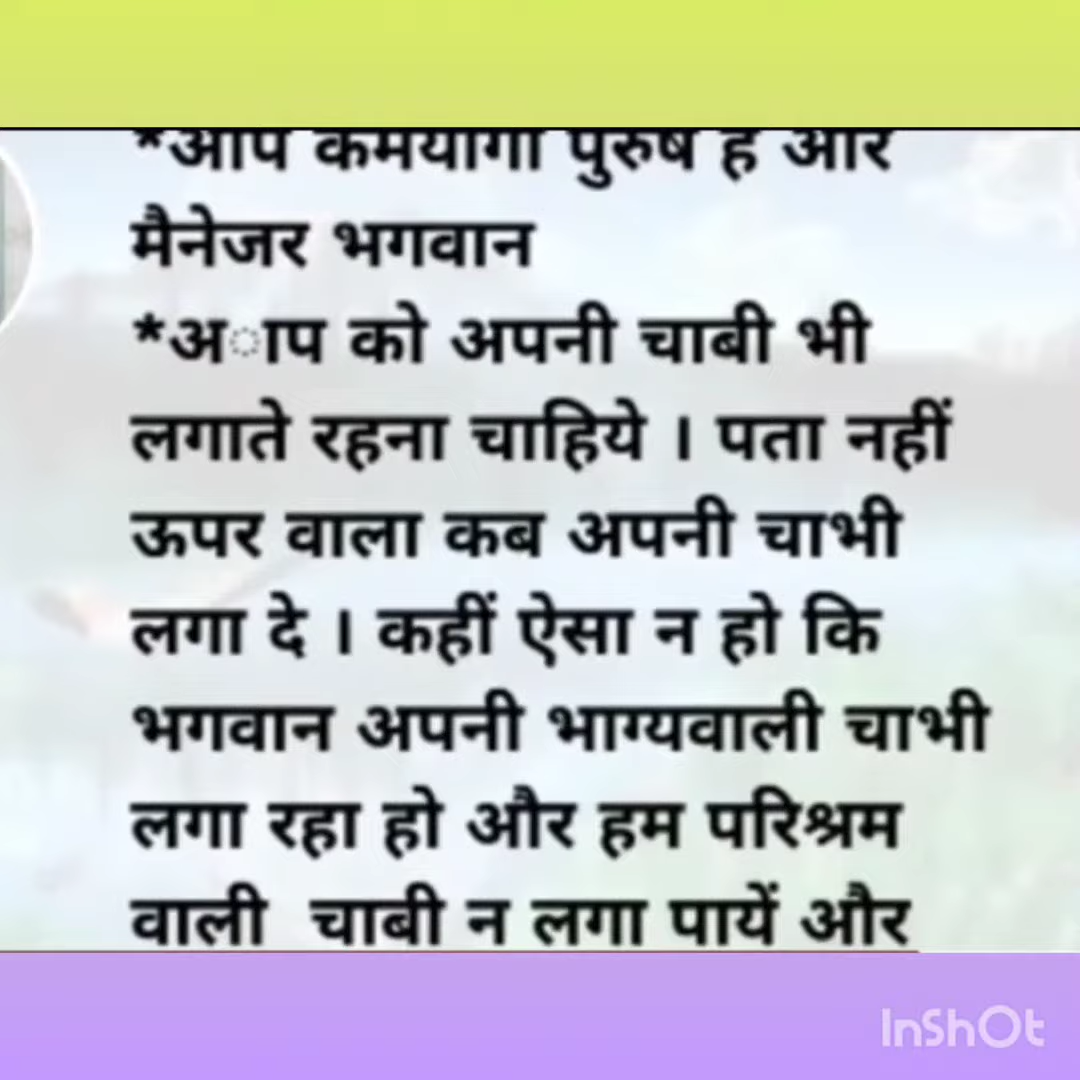 *आप कर्मयोगी पुरुष हैं और
मैनेजर भगवान
*अाप को अपनी चाबी भी
लगाते रहना चाहिये । पता नहीं
ऊपर वाला कब अपनी चाभी
लगा दे । कहीं ऐसा न हो कि
भगवान अपनी भाग्यवाली चाभी
लगा रहा हो और हम परिश्रम
वाली चाबी न लगा पायें और
InShOt